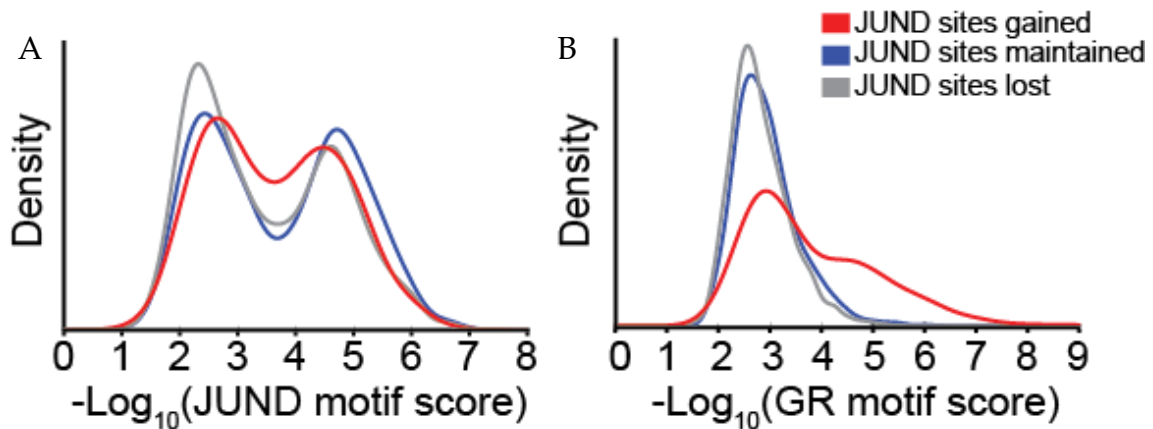 A
Density
0 1 2 3 4 5 6 7 8
-Log10(JUND motif score)
B
JUND sites gained
JUND sites maintained
JUND sites lost
Density
0 1 2 3 4 5 6 7 8 9
-Log10(GR motif score)